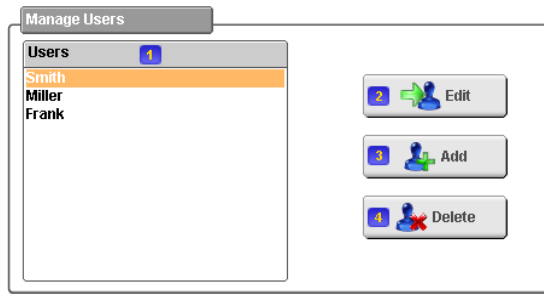 Manage Users
Users 1
Smith
Miller
Frank
2 Edit
3 Add
4 Delete